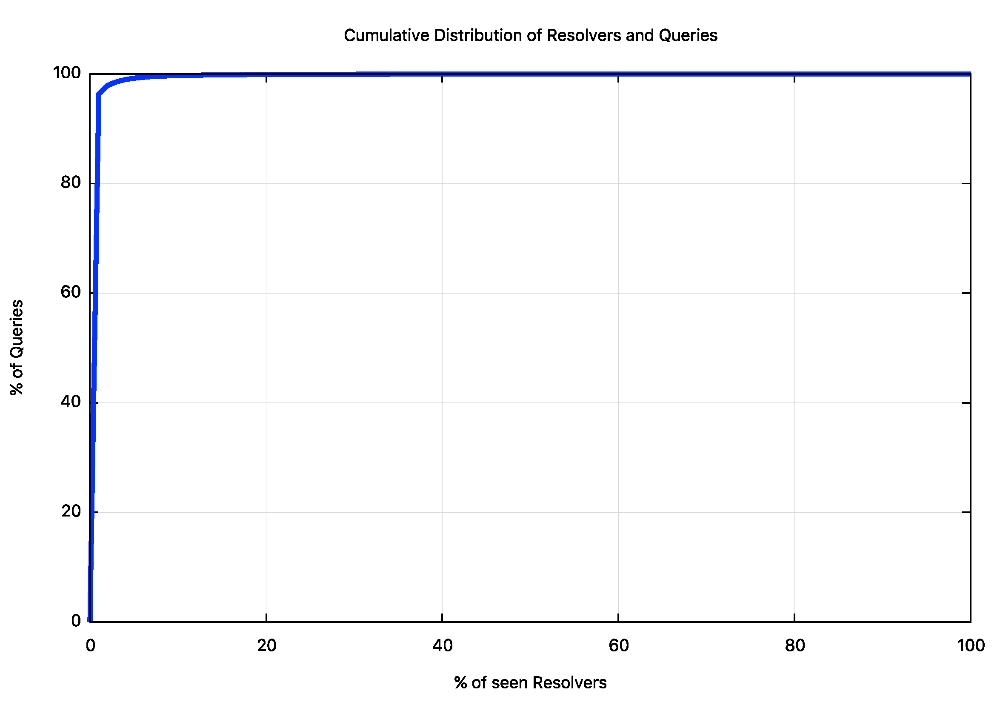 Cumulative Distribution of Resolvers and Queries
100
80
60
40
20
0
% of Queries
0 20 40 60 80 100
% of seen Resolvers